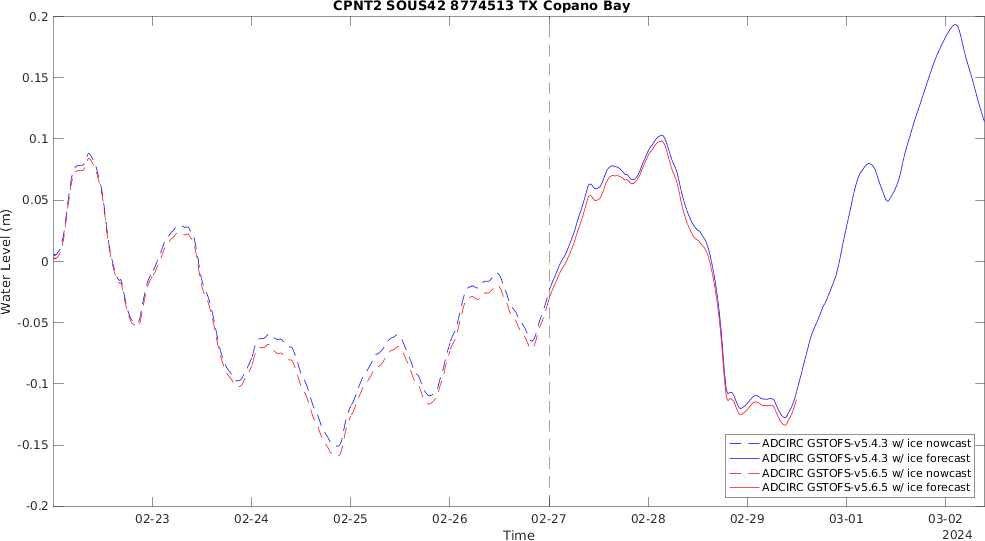 CPNT2 SOUS42 8774513 TX Copano Bay
0.2
0.15
0.1
0.05
0
-0.05
-0.1
-0.15
-0.2
Water Level (m)
02-23 02-24 02-25 02-26 02-27 02-28 02-29 03-01 03-02
2024
Time
ADCIRC GSTOFS-v5.4.3 w/ ice nowcast
ADCIRC GSTOFS-v5.4.3 w/ ice forecast
ADCIRC GSTOFS-v5.6.5 w/ ice nowcast
ADCIRC GSTOFS-v5.6.5 w/ ice forecast